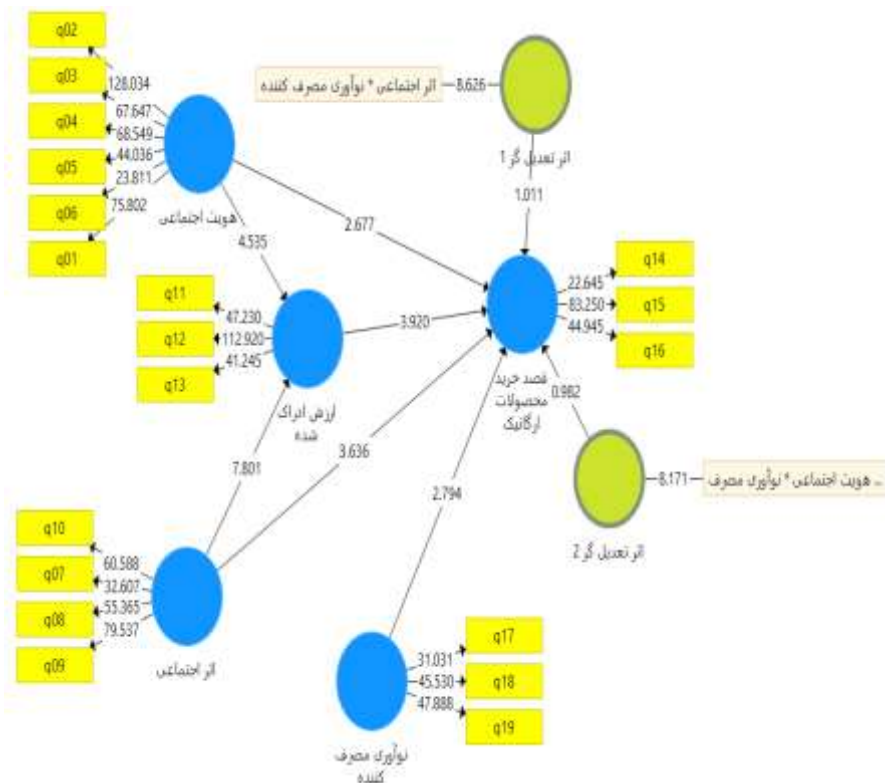 q02
q03
q04
q05
q06
q01
128.034
67.647
68.549
44.036
23.811
75.802
هویت اجتماعی
اثر اجتماعی * نوآوری مصرف کننده
8.626
اثر تعدیل گر 1
1.011
2.677
4.535
q11
q12
q13
47.230
112.920
41.245
ارزش ادراک
شده
3.920
q14
q15
q16
22.645
83.250
44.945
قصد خرید
محصولات
ارگانیک
0.982
7.801
3.636
2.794
8.171
هویت اجتماعی * نوآوری مصرف ...
اثر تعدیل گر 2
q10
q07
q08
q09
60.588
32.607
55.365
79.537
اثر اجتماعی
q17
q18
q19
31.031
45.530
47.888
نوآوری مصرف
کننده